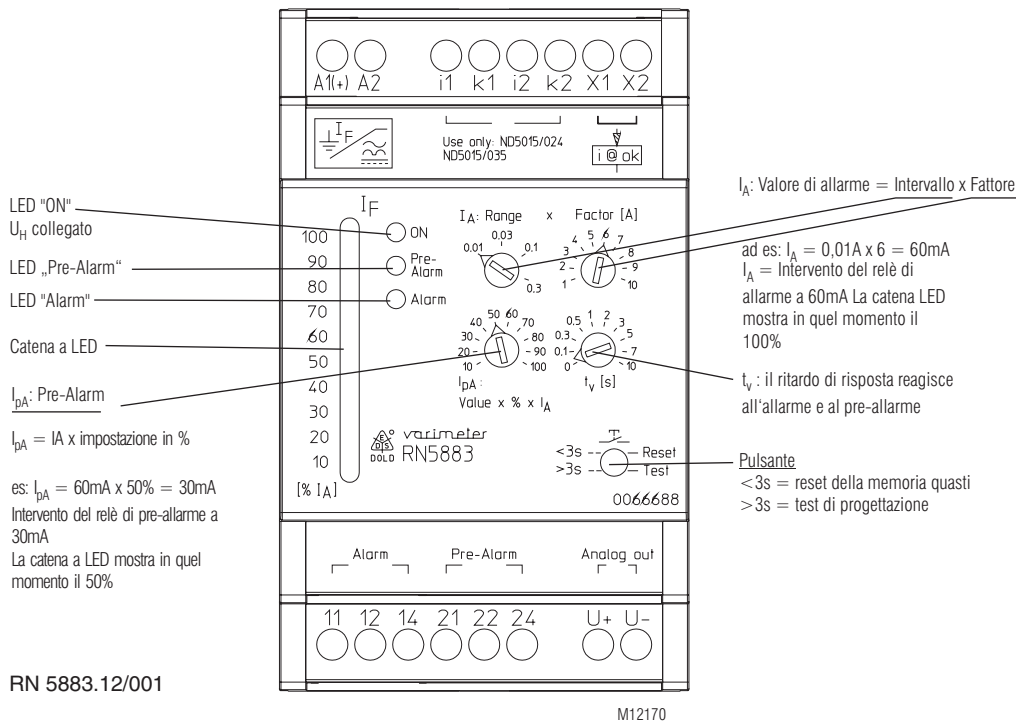 A1(+) A2 i1 k1 i2 k2 X1 X2
IF
Use only: ND5015/024
ND5015/035
i @ ok
LED "ON"
UH collegato
LED „Pre-Alarm“
LED "Alarm"
Catena a LED
IpA: Pre-Alarm
IpA = IA x impostazione in %
es: IpA = 60mA x 50% = 30mA
Intervento del relè di pre-allarme a
30mA
La catena a LED mostra in quel
momento il 50%
IF
100
90
80
70
60
50
40
30
20
10
[% IA]
ON
Pre-
Alarm
Alarm
IA: Range x Factor [A]
0,01 0,03 0,1 0,3
1 2 3 4 5 6 7 8 9 10
10 20 30 40 50 60 70 80 90 100
0 0,1 0,3 0,5 1 2 3 5 7 10
IpA :
Value x % x IA
tv [s]
E D S
DOLD
varimeter
RN5883
<3s Reset
>3s Test
0066688
IA: Valore di allarme = Intervallo x Fattore
ad es: IA = 0,01A x 6 = 60mA
IA = Intervento del relè di
allarme a 60mA La catena LED
mostra in quel momento il
100%
tv : il ritardo di risposta reagisce
all'allarme e al pre-allarme
Pulsante
<3s = reset della memoria quasti
>3s = test di progettazione
Alarm Pre-Alarm Analog out
11 12 14 21 22 24 U+ U-
RN 5883.12/001
M12170